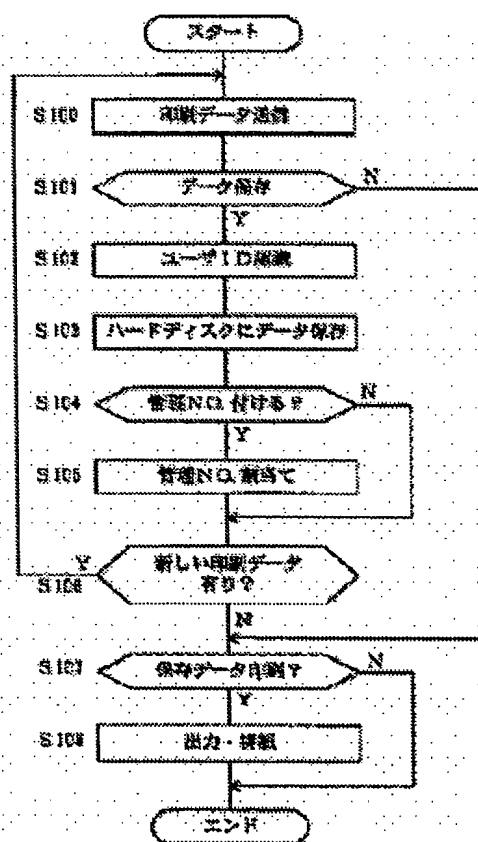 スタート
S100
印刷データ送信
S101
データ保存
N
Y
S102
ユーザID
S103
ハードディスクにデータ保存
S104
管理NO.付ける?
N
Y
S105
管理NO.割当て
Y
新しい印刷データ
有り?
S106
N
S107
保存データ印刷?
N
Y
S108
出力・排紙
エンド